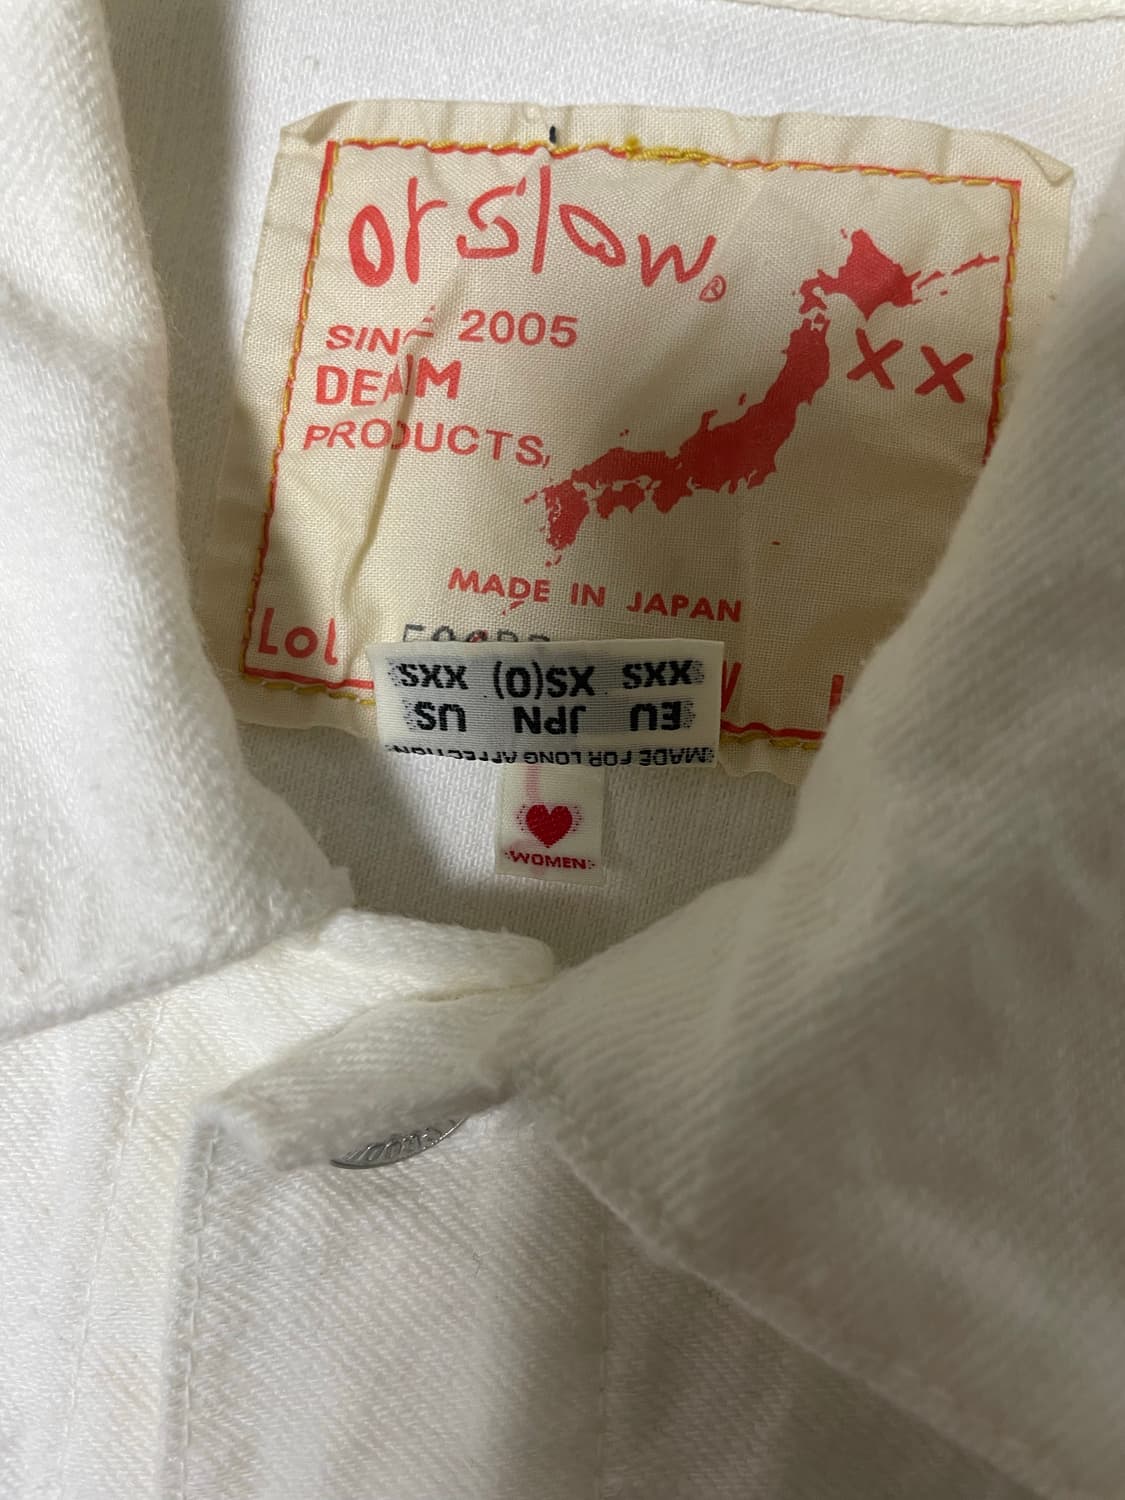 orslow®
SINCE 2005
DENIM
XX
PRODUCTS,
MADE IN JAPAN
Lot
XXS XS(0) XXS
EU JPN US
MADE FOR LONG AFFECTION
WOMEN